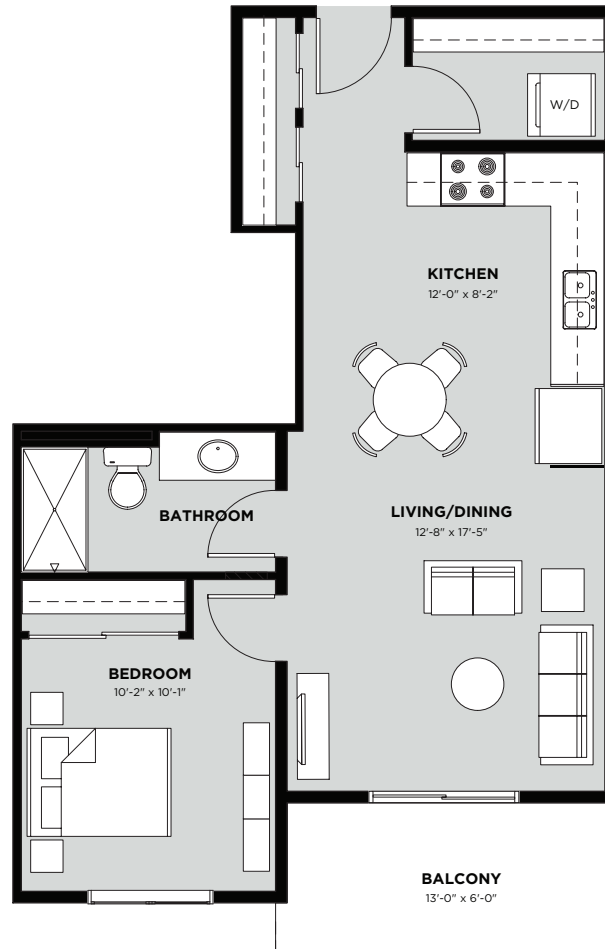 W/D
KITCHEN
12'-0" x 8'-2"
LIVING/DINING
12'-8" x 17'-5"
BATHROOM
BEDROOM
10'-2" x 10'-1"
BALCONY
13'-0" x 6'-0"